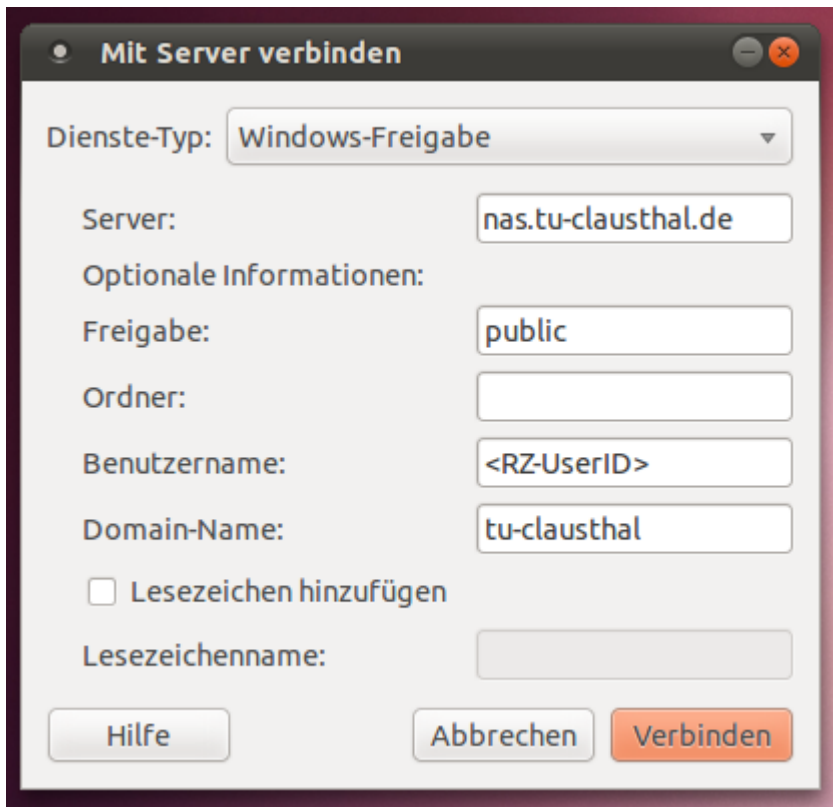 Mit Server verbinden
Dienste-Typ: Windows-Freigabe
Server: nas.tu-clausthal.de
Optionale Informationen:
Freigabe: public
Ordner:
Benutzername: <RZ-UserID>
Domain-Name: tu-clausthal
Lesezeichen hinzufügen
Lesezeichenname:
Hilfe Abbrechen Verbinden